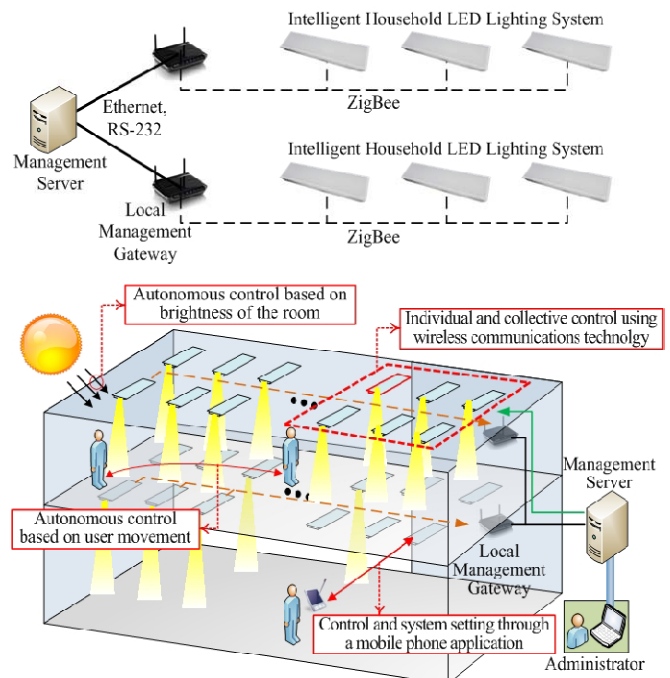 Intelligent Household LED Lighting System
Ethernet,
RS-232
ZigBee
Management
Server
Intelligent Household LED Lighting System
Local
Management
Gateway
ZigBee
Autonomous control based on
brightness of the room
Individual and collective control using
wireless communications technolgy
Management
Server
Autonomous control
based on user movement
Local
Management
Gateway
Control and system setting through
a mobile phone application
Administrator